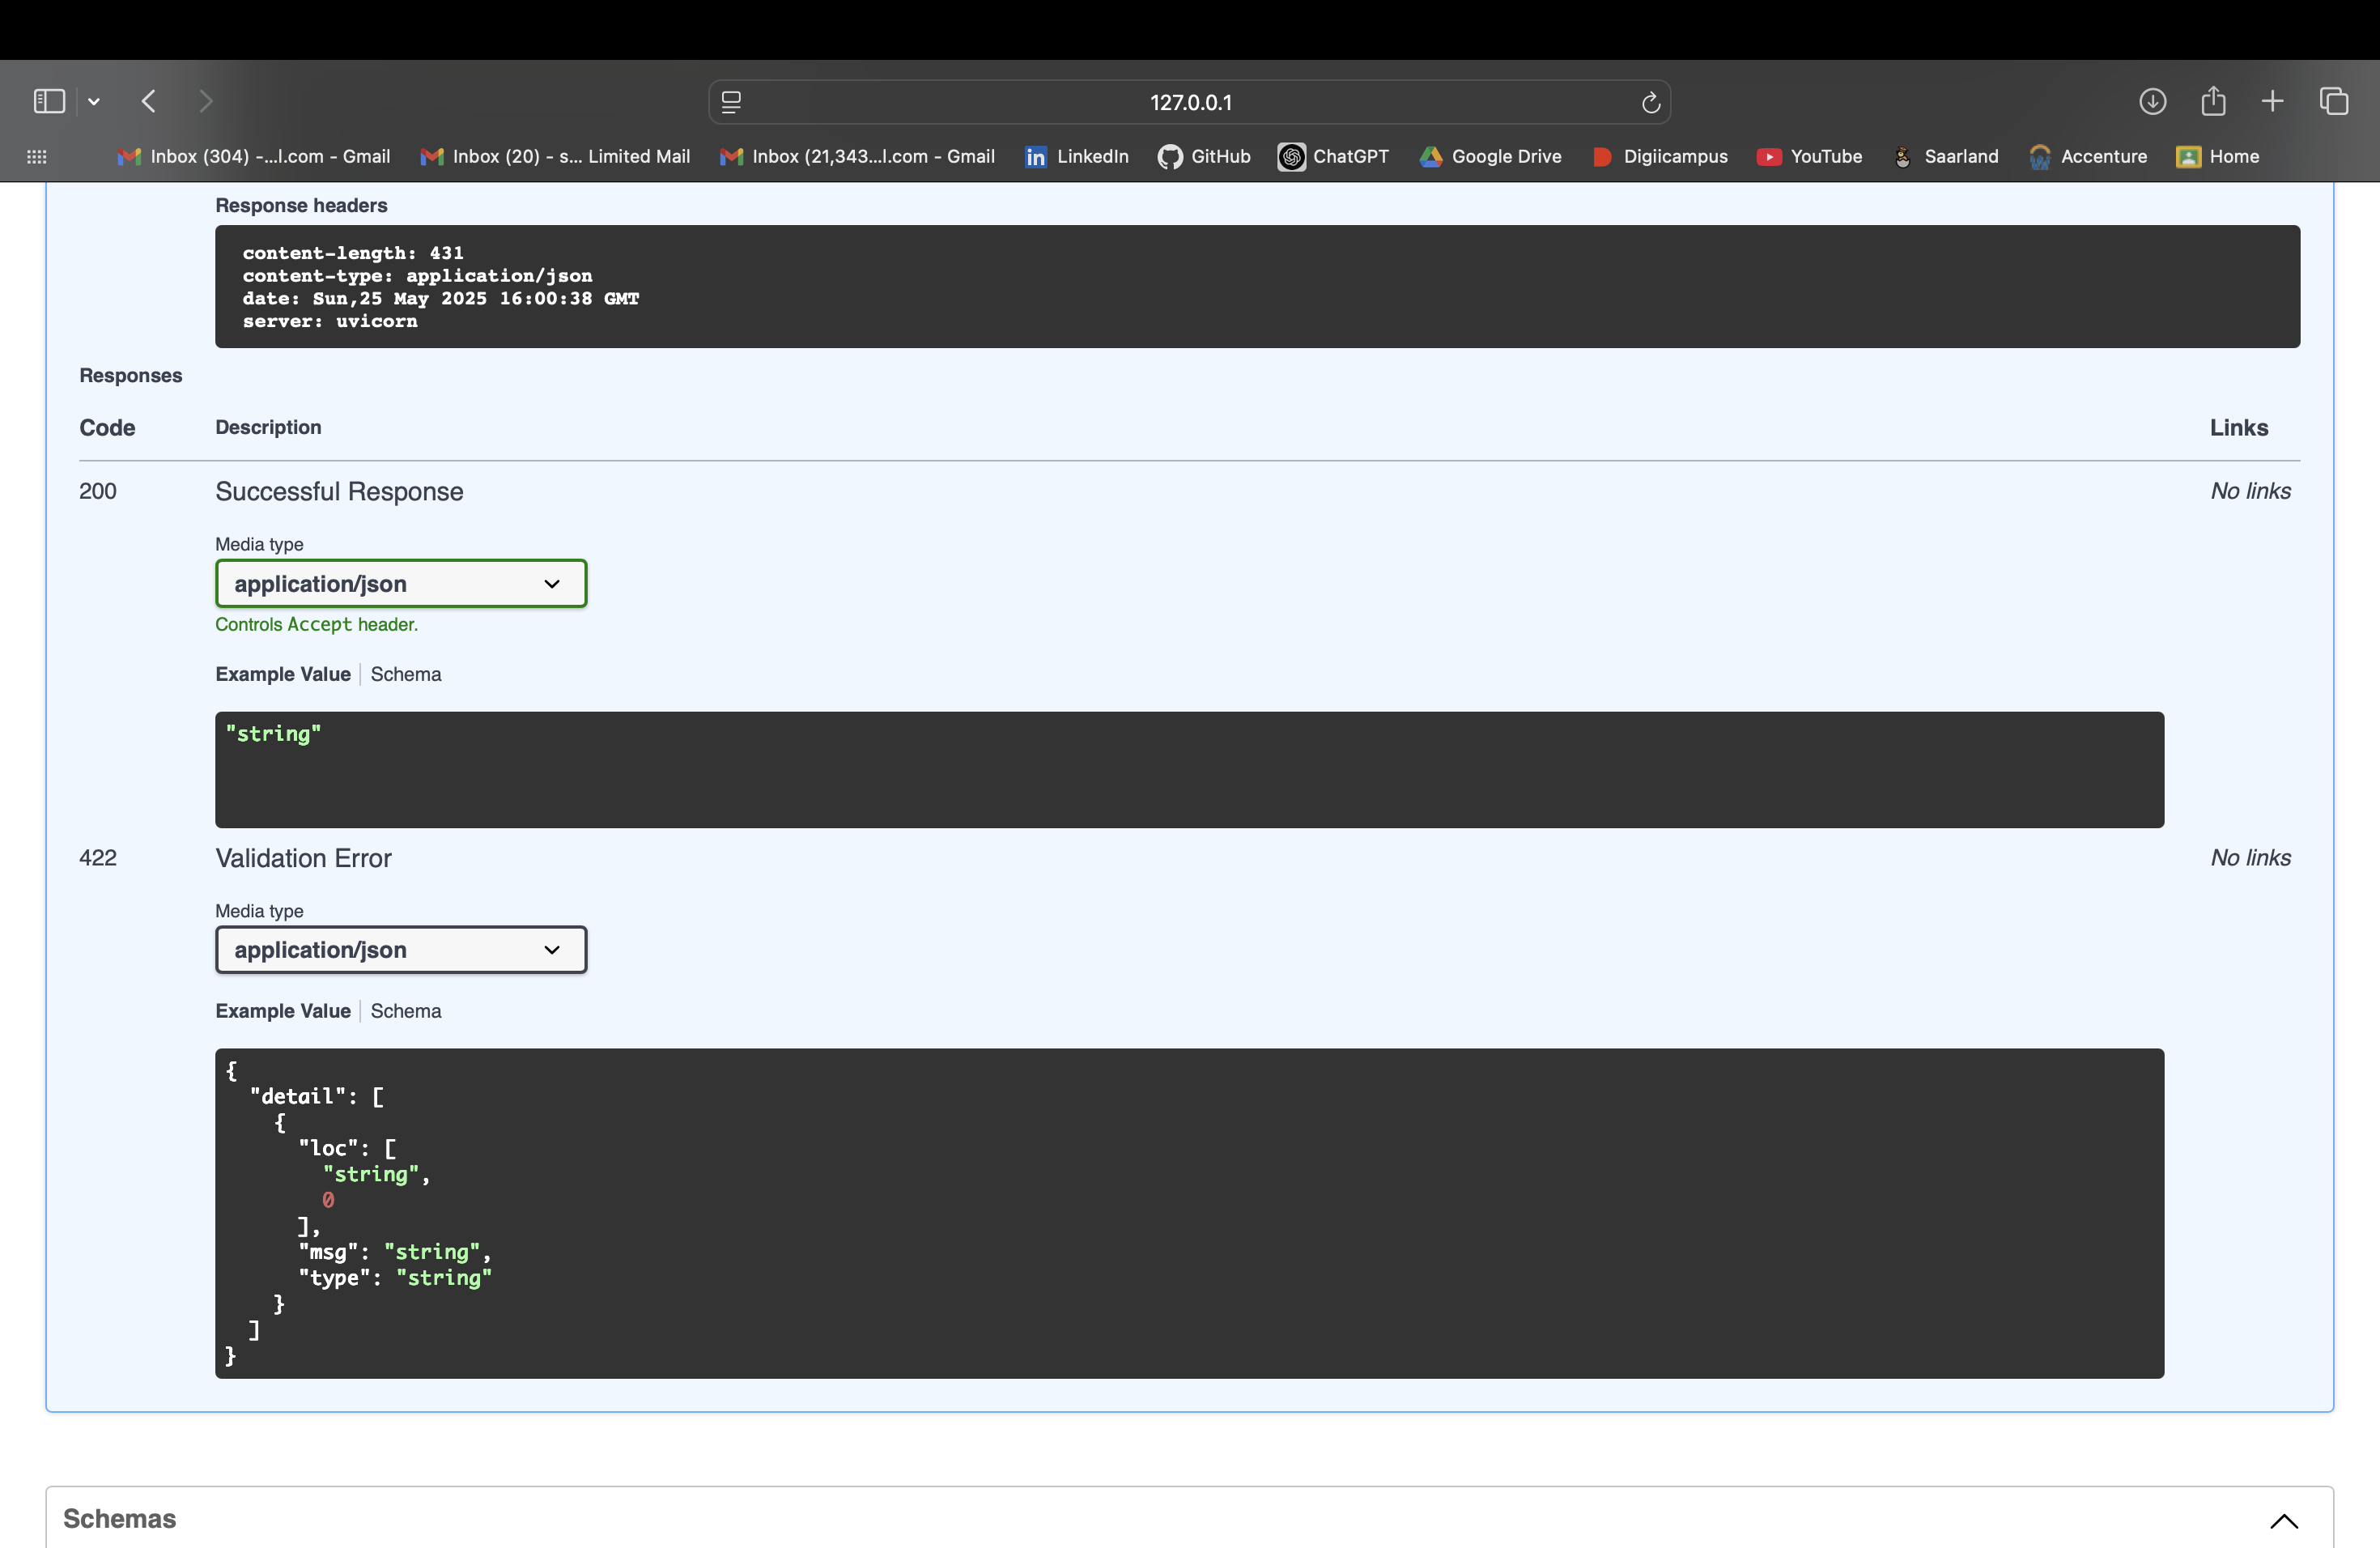 127.0.0.1
Inbox (304) -...l.com - Gmail Inbox (20) - s... Limited Mail Inbox (21,343...l.com - Gmail LinkedIn GitHub ChatGPT Google Drive Digiicampus YouTube Saarland Accenture Home
Response headers
content-length: 431
content-type: application/json
date: Sun,25 May 2025 16:00:38 GMT
server: uvicorn
Responses
Code Description Links
200 Successful Response No links
Media type
application/json
Controls Accept header.
Example Value Schema
"string"
422 Validation Error No links
Media type
application/json
Example Value Schema
{
  "detail": [
    {
      "loc": [
        "string",
        0
      ],
      "msg": "string",
      "type": "string"
    }
  ]
}
Schemas